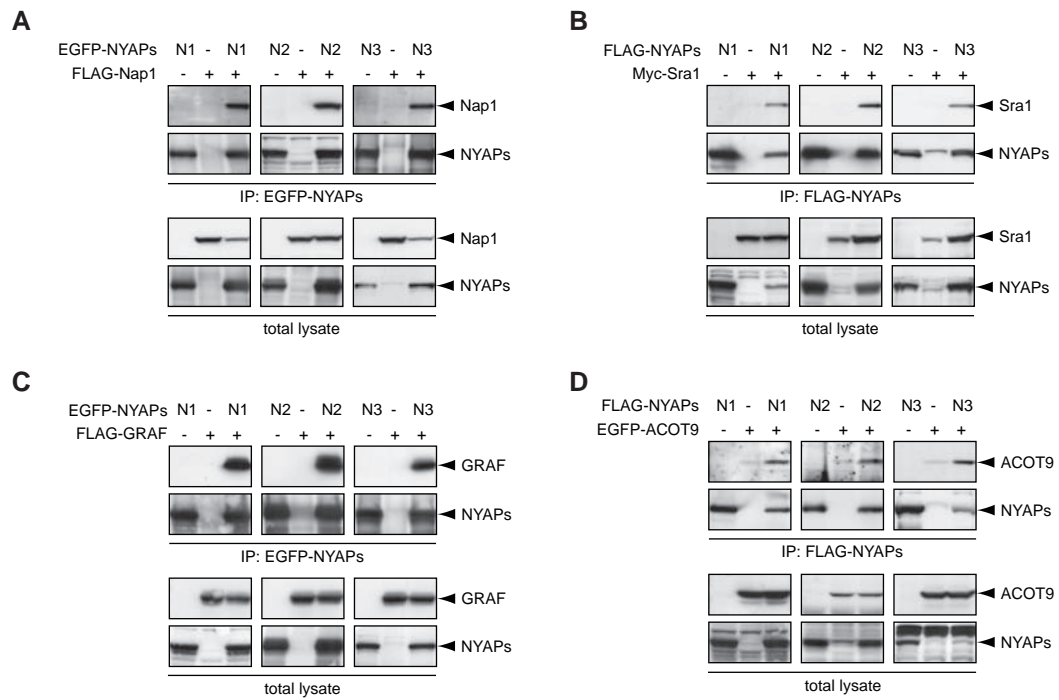 A
EGFP-NYAPs N1 - N1 N2 - N2 N3 - N3
FLAG-Nap1 - + + - + + - + +
Nap1
NYAPs
IP: EGFP-NYAPs
Nap1
NYAPs
total lysate
B
FLAG-NYAPs N1 - N1 N2 - N2 N3 - N3
Myc-Sra1 - + + - + + - + +
Sra1
NYAPs
IP: FLAG-NYAPs
Sra1
NYAPs
total lysate
C
EGFP-NYAPs N1 - N1 N2 - N2 N3 - N3
FLAG-GRAF - + + - + + - + +
GRAF
NYAPs
IP: EGFP-NYAPs
GRAF
NYAPs
total lysate
D
FLAG-NYAPs N1 - N1 N2 - N2 N3 - N3
EGFP-ACOT9 - + + - + + - + +
ACOT9
NYAPs
IP: FLAG-NYAPs
ACOT9
NYAPs
total lysate